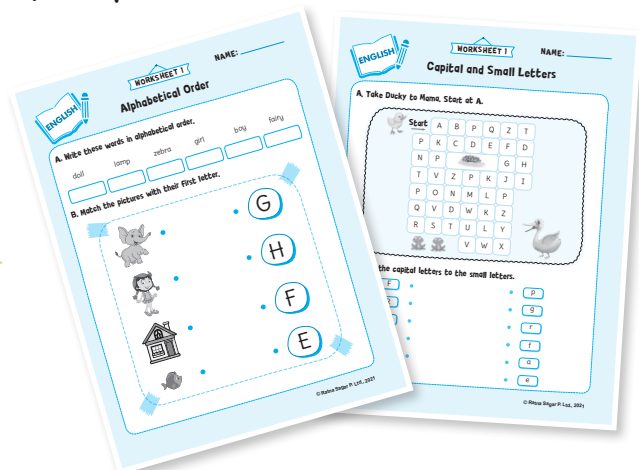 ENGLISH
WORKSHEET 1
NAME:
Alphabetical Order
A. Write these words in alphabetical order.
doll lamp zebra girl boy fairy
B. Match the pictures with their first letter.
G
H
F
E
© Ratna Sagar P. Ltd., 2021
ENGLISH
WORKSHEET 1
NAME:
Capital and Small Letters
A. Take Ducky to Mama. Start at A.
Start A B P Q Z T
P K C D E F D
N P G H
T V Z P K J I
P O N M L P
Q V D W K Z
R S T U L Y
V W X
the capital letters to the small letters.
F p
g
r
f
a
e
© Ratna Sagar P. Ltd., 2021